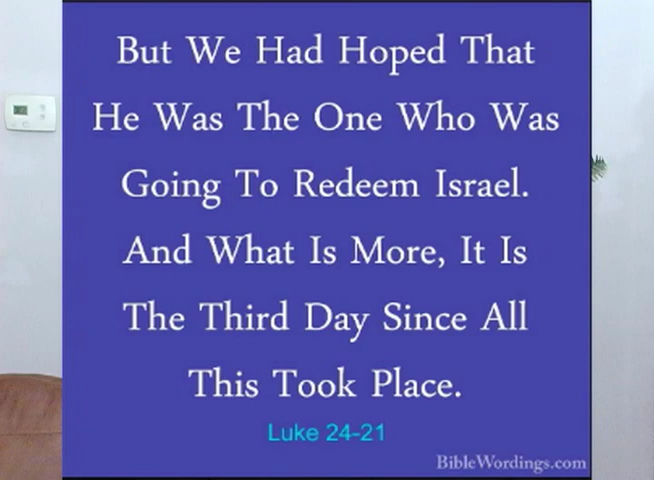 But We Had Hoped That
He Was The One Who Was
Going To Redeem Israel.
And What Is More, It Is
The Third Day Since All
This Took Place.
Luke 24-21
BibleWordings.com